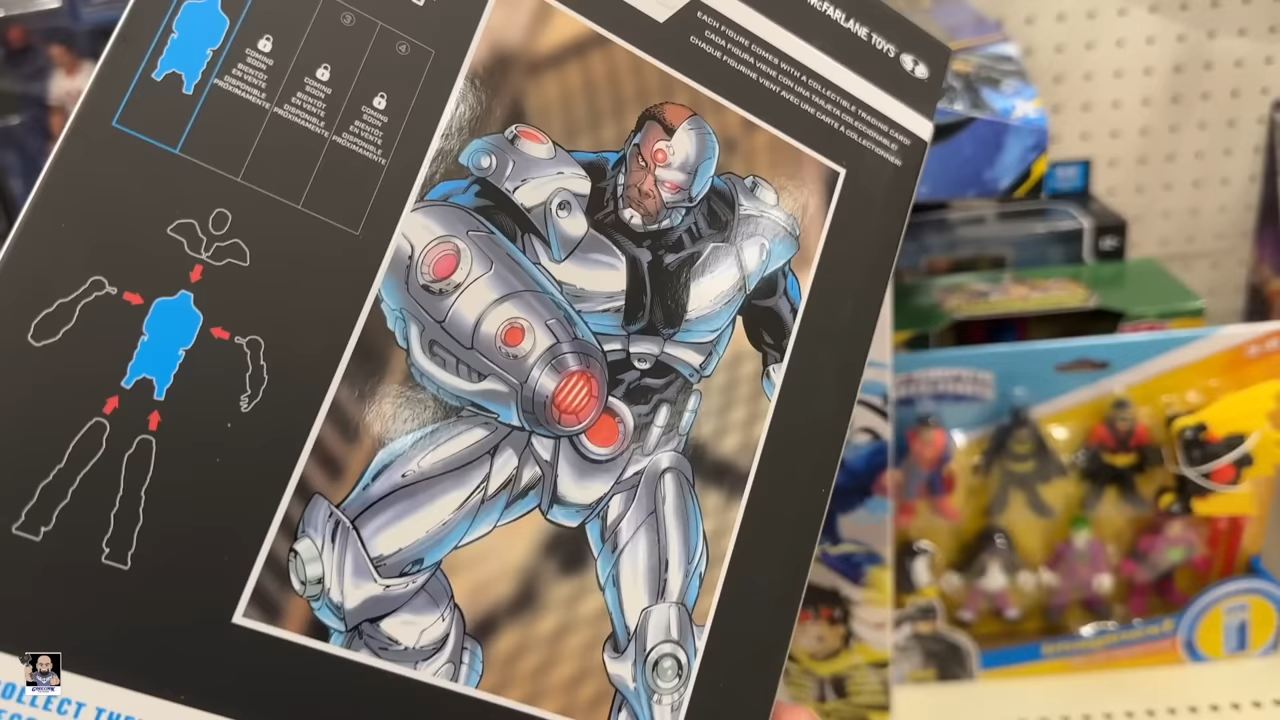 ③
④
COMING
SOON
BIENTÔT
EN VENTE
DISPONIBLE
PRÓXIMAMENTE
COMING
SOON
BIENTÔT
EN VENTE
DISPONIBLE
PRÓXIMAMENTE
COMING
SOON
BIENTÔT
EN VENTE
DISPONIBLE
PRÓXIMAMENTE
McFARLANE TOYS
EACH FIGURE COMES WITH A COLLECTIBLE TRADING CARD!
CADA FIGURA VIENE CON UNA TARJETA COLECCIONABLE!
CHAQUE FIGURINE VIENT AVEC UNE CARTE À COLLECTIONNER!